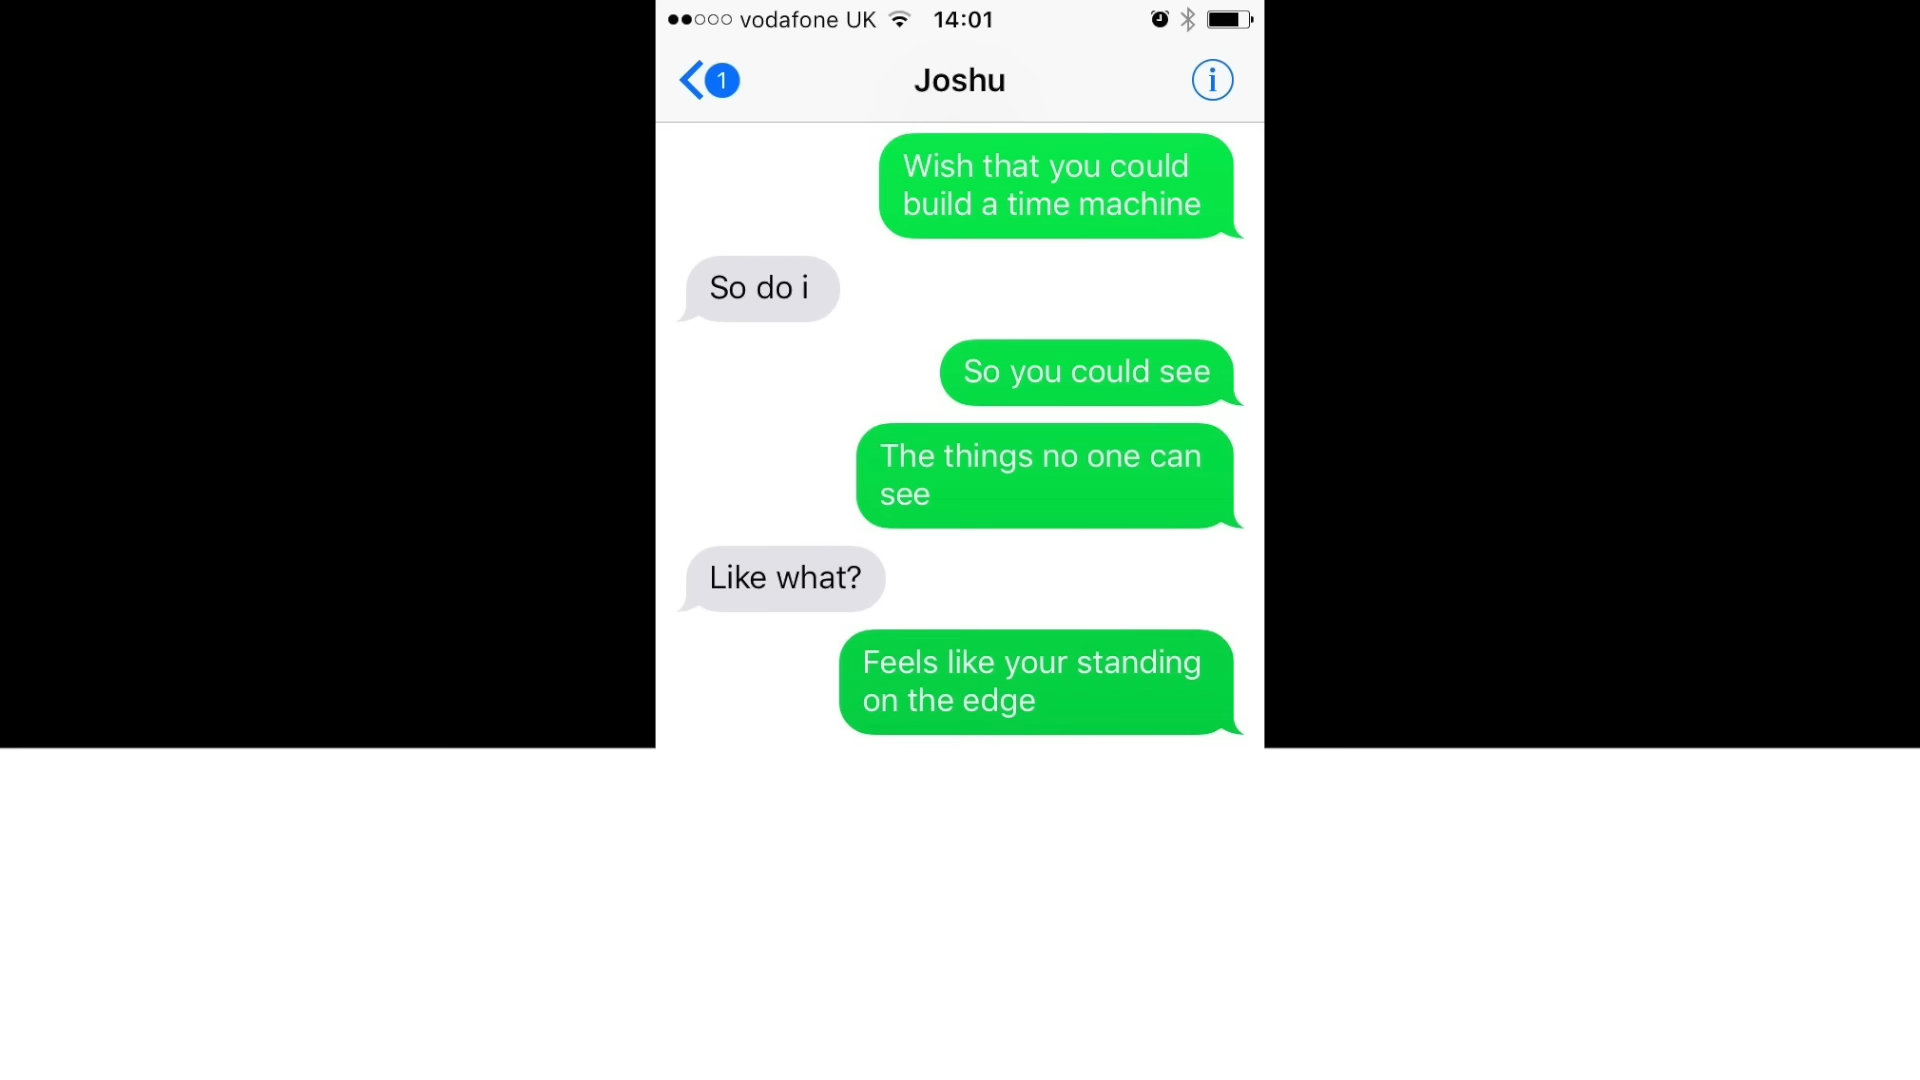 vodafone UK 14:01
1 Joshu
Wish that you could
build a time machine
So do i
So you could see
The things no one can
see
Like what?
Feels like your standing
on the edge